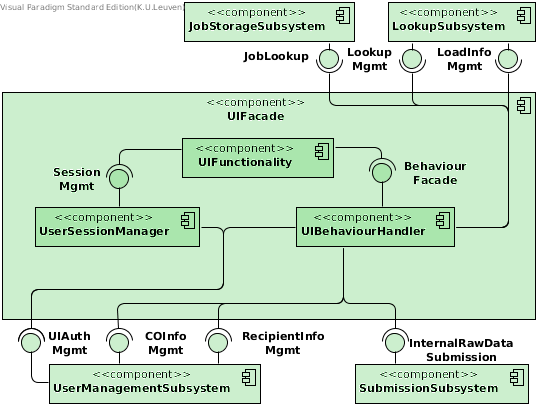 Visual Paradigm Standard Edition(K.U.Leuven
<<component>>
JobStorageSubsystem
<<component>>
LookupSubsystem
JobLookup
Lookup
Mgmt
LoadInfo
Mgmt
<<component>>
UIFacade
<<component>>
UIFunctionality
Session
Mgmt
Behaviour
Facade
<<component>>
UserSessionManager
<<component>>
UIBehaviourHandler
UIAuth
Mgmt
COInfo
Mgmt
RecipientInfo
Mgmt
InternalRawData
Submission
<<component>>
UserManagementSubsystem
<<component>>
SubmissionSubsystem